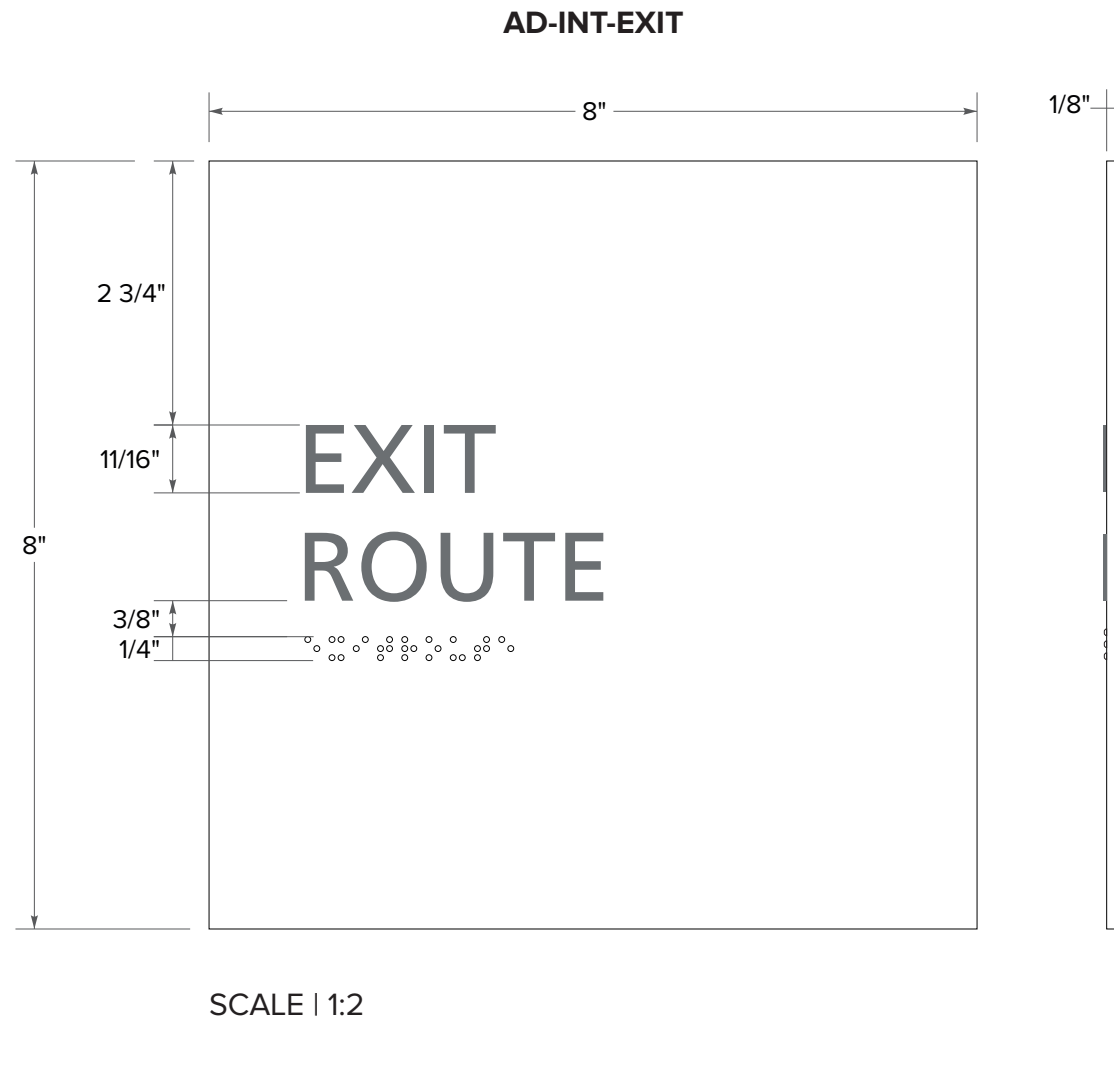 AD-INT-EXIT
8"
1/8"
2 3/4"
EXIT
11/16"
ROUTE
8"
3/8"
1/4"
⠑⠭⠊⠞⠗⠕⠥⠞⠑
SCALE | 1:2